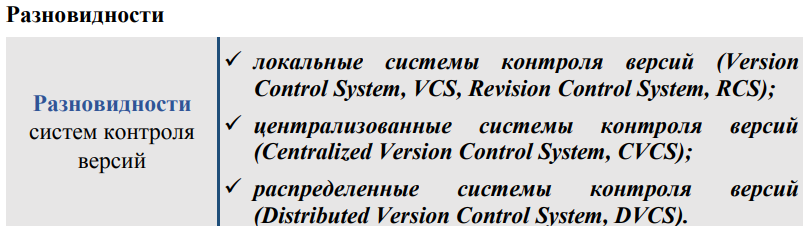 Разновидности
Разновидности
систем контроля
версий
✓ локальные системы контроля версий (Version
Control System, VCS, Revision Control System, RCS);
✓ централизованные системы контроля версий
(Centralized Version Control System, CVCS);
✓ распределенные системы контроля версий
(Distributed Version Control System, DVCS).